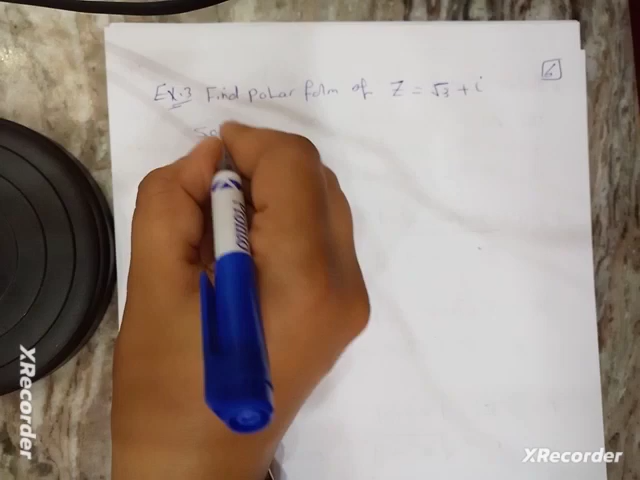 Ex.3 Find polar form of Z = √3 + i
6
XRecorder
XRecorder